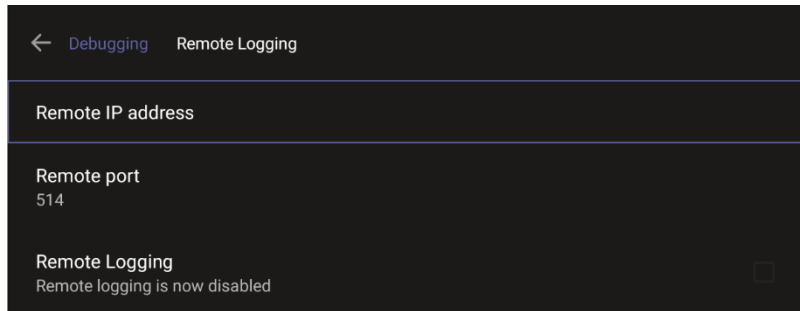 Debugging Remote Logging
Remote IP address
Remote port
514
Remote Logging
Remote logging is now disabled